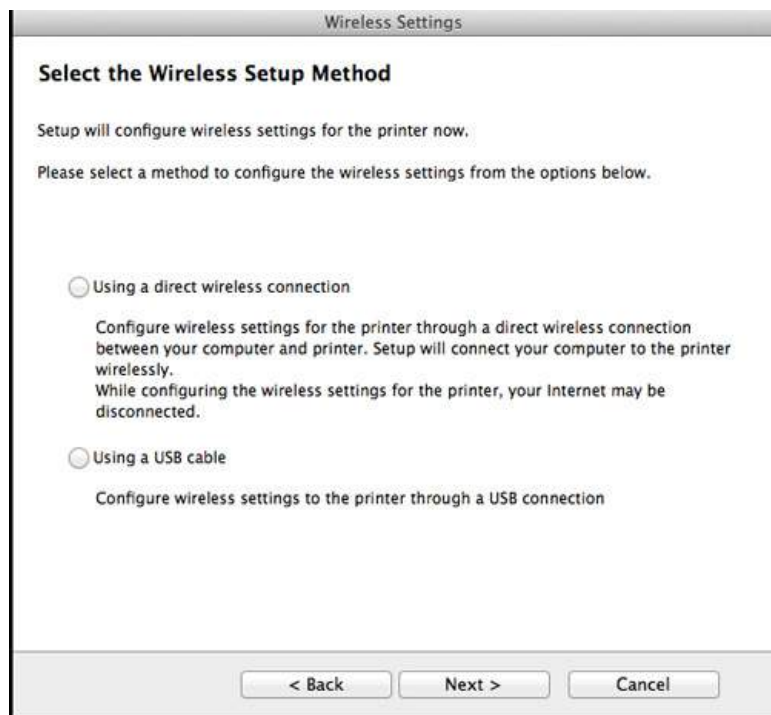 Wireless Settings
Select the Wireless Setup Method
Setup will configure wireless settings for the printer now.
Please select a method to configure the wireless settings from the options below.
Using a direct wireless connection
Configure wireless settings for the printer through a direct wireless connection
between your computer and printer. Setup will connect your computer to the printer
wirelessly.
While configuring the wireless settings for the printer, your Internet may be
disconnected.
Using a USB cable
Configure wireless settings to the printer through a USB connection
< Back
Next >
Cancel